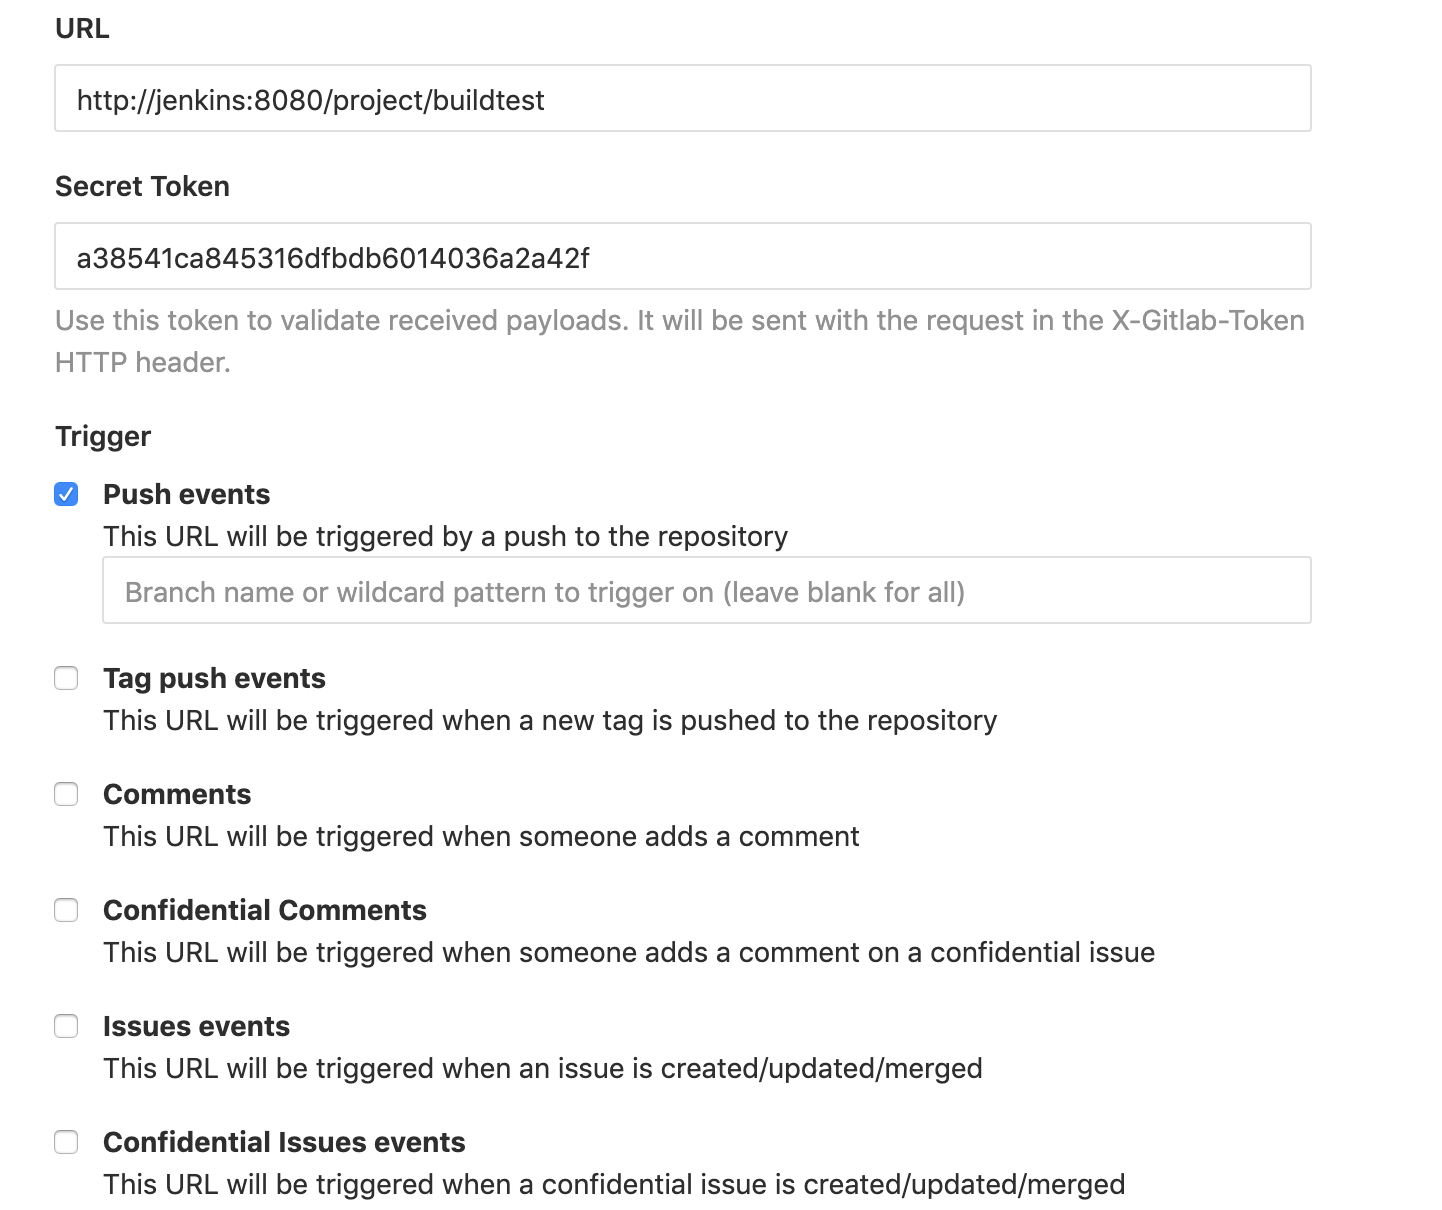 URL
http://jenkins:8080/project/buildtest
Secret Token
a38541ca845316dfbdb6014036a2a42f
Use this token to validate received payloads. It will be sent with the request in the X-Gitlab-Token
HTTP header.
Trigger
Push events
This URL will be triggered by a push to the repository
Branch name or wildcard pattern to trigger on (leave blank for all)
Tag push events
This URL will be triggered when a new tag is pushed to the repository
Comments
This URL will be triggered when someone adds a comment
Confidential Comments
This URL will be triggered when someone adds a comment on a confidential issue
Issues events
This URL will be triggered when an issue is created/updated/merged
Confidential Issues events
This URL will be triggered when a confidential issue is created/updated/merged